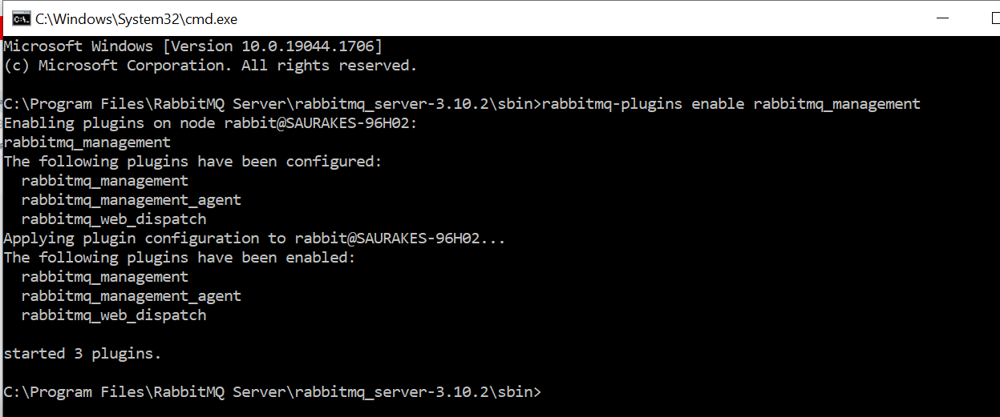 C:\Windows\System32\cmd.exe
Microsoft Windows [Version 10.0.19044.1706]
(c) Microsoft Corporation. All rights reserved.
C:\Program Files\RabbitMQ Server\rabbitmq_server-3.10.2\sbin>rabbitmq-plugins enable rabbitmq_management
Enabling plugins on node rabbit@SAURAKES-96H02:
rabbitmq_management
The following plugins have been configured:
  rabbitmq_management
  rabbitmq_management_agent
  rabbitmq_web_dispatch
Applying plugin configuration to rabbit@SAURAKES-96H02...
The following plugins have been enabled:
  rabbitmq_management
  rabbitmq_management_agent
  rabbitmq_web_dispatch
started 3 plugins.
C:\Program Files\RabbitMQ Server\rabbitmq_server-3.10.2\sbin>